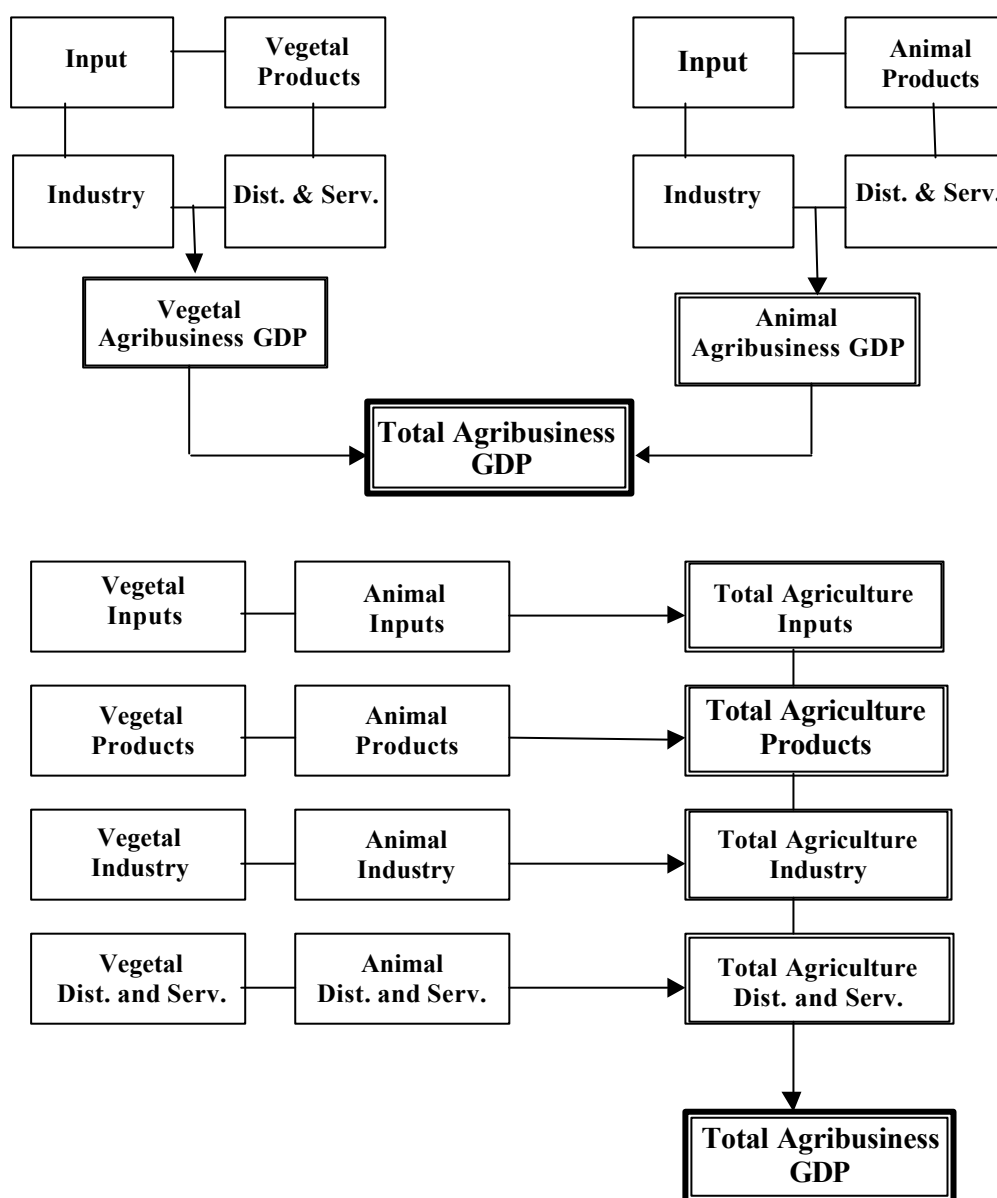 Input
Vegetal
Products
Input
Animal
Products
Industry
Dist. & Serv.
Industry
Dist. & Serv.
Vegetal
Agribusiness GDP
Animal
Agribusiness GDP
Total Agribusiness
GDP
Vegetal
Inputs
Animal
Inputs
Total Agriculture
Inputs
Vegetal
Products
Animal
Products
Total Agriculture
Products
Vegetal
Industry
Animal
Industry
Total Agriculture
Industry
Vegetal
Dist. and Serv.
Animal
Dist. and Serv.
Total Agriculture
Dist. and Serv.
Total Agribusiness
GDP